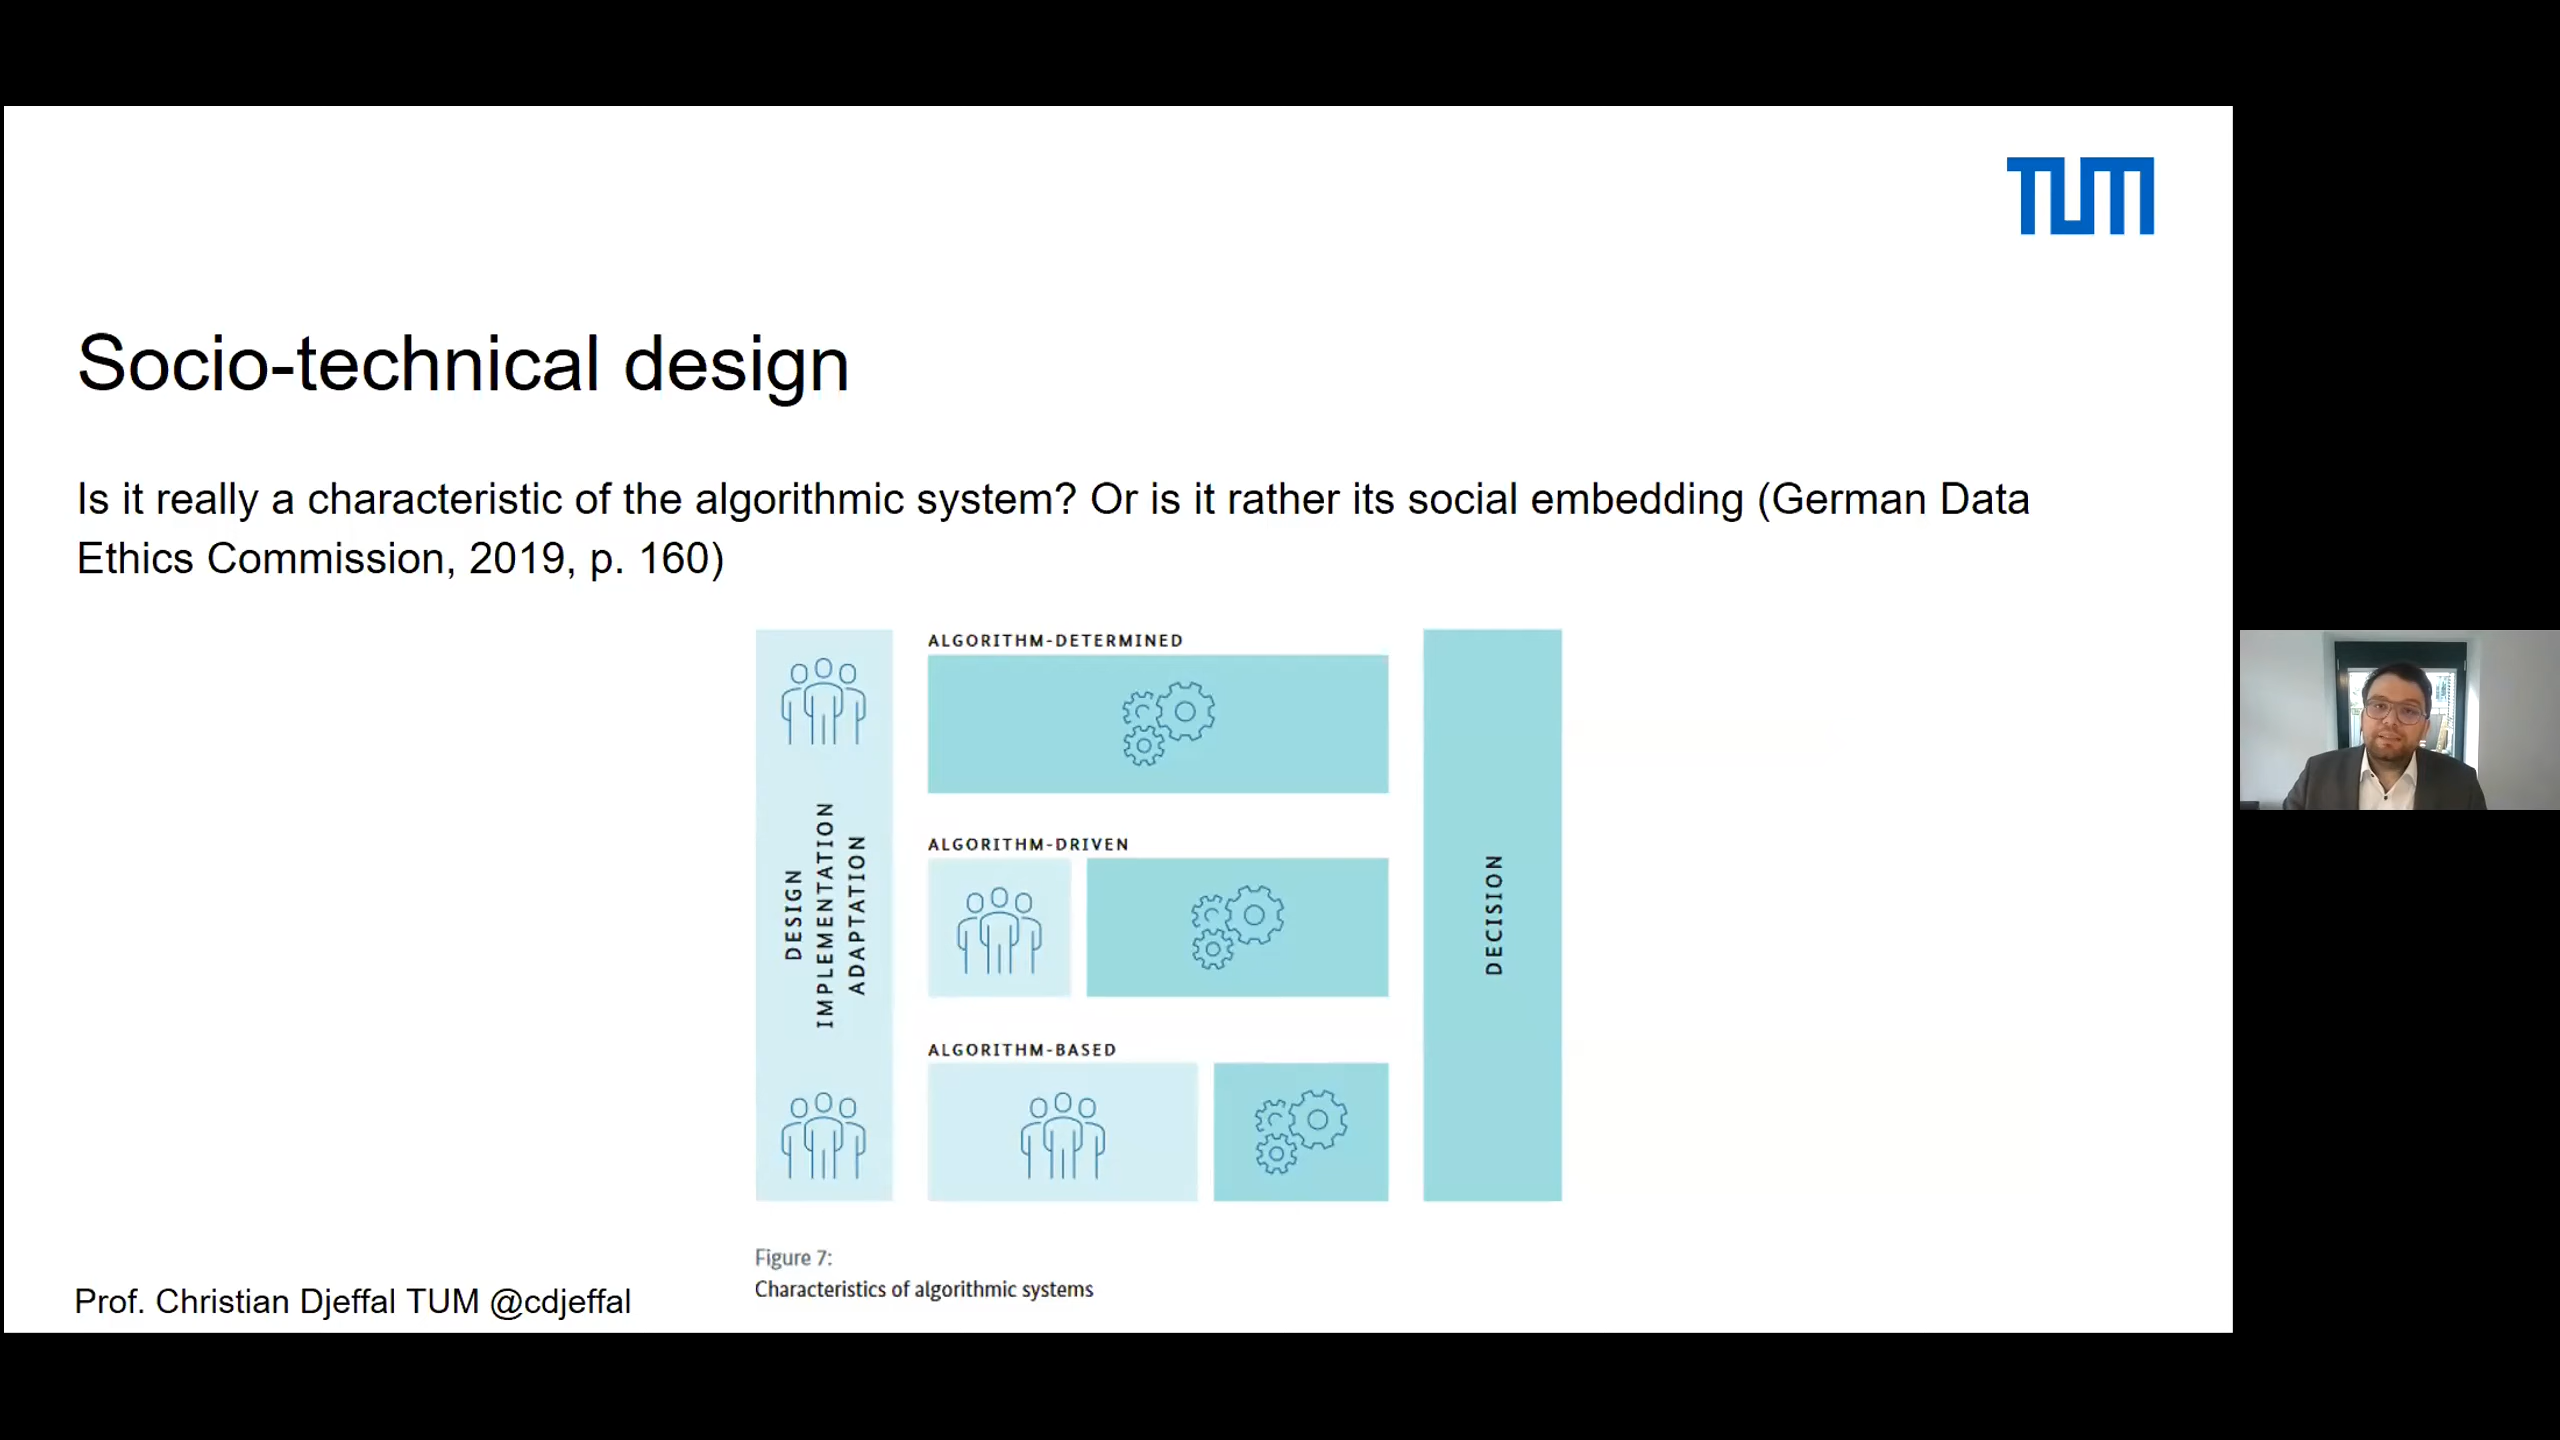 TUM
Socio-technical design
Is it really a characteristic of the algorithmic system? Or is it rather its social embedding (German Data
Ethics Commission, 2019, p. 160)
DESIGN
IMPLEMENTATION
ADAPTATION
ALGORITHM-DETERMINED
ALGORITHM-DRIVEN
ALGORITHM-BASED
DECISION
Figure 7:
Characteristics of algorithmic systems
Prof. Christian Djeffal TUM @cdjeffal